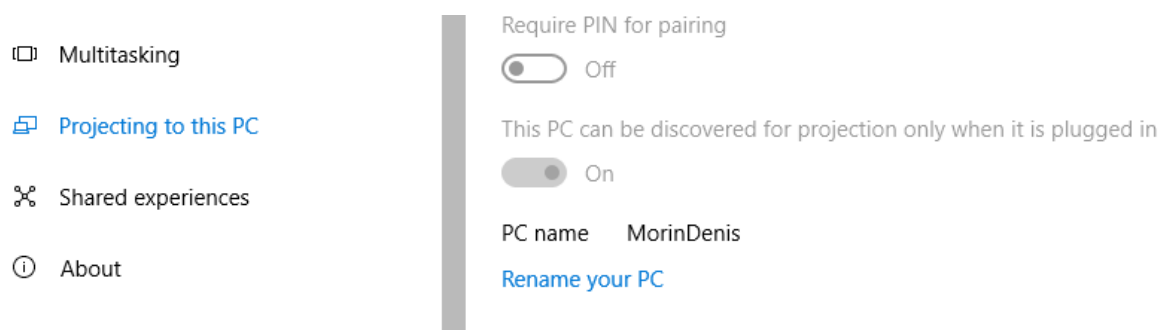 Multitasking
Projecting to this PC
Shared experiences
About
Require PIN for pairing
Off
This PC can be discovered for projection only when it is plugged in
On
PC name MorinDenis
Rename your PC